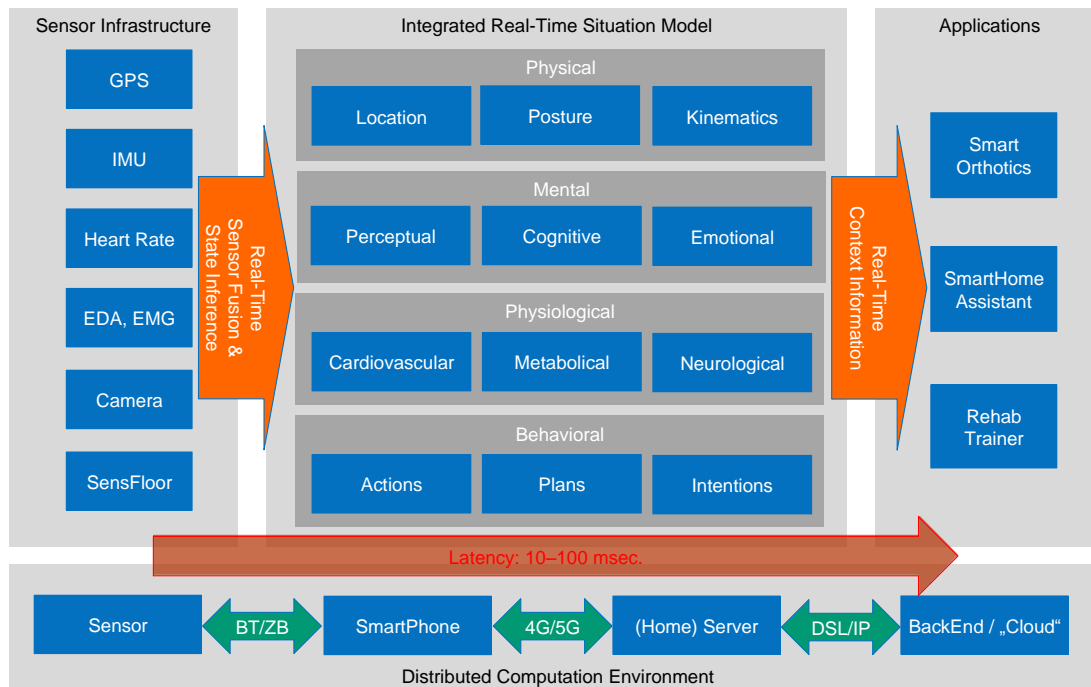 Sensor Infrastructure
GPS
IMU
Heart Rate
EDA, EMG
Camera
SensFloor
Real-Time
Sensor Fusion &
State Inference
Integrated Real-Time Situation Model
Physical
Location
Posture
Kinematics
Mental
Perceptual
Cognitive
Emotional
Physiological
Cardiovascular
Metabolical
Neurological
Behavioral
Actions
Plans
Intentions
Real-Time
Context Information
Applications
Smart
Orthotics
SmartHome
Assistant
Rehab
Trainer
Latency: 10–100 msec.
Sensor
BT/ZB
SmartPhone
4G/5G
(Home) Server
DSL/IP
BackEnd / „Cloud“
Distributed Computation Environment